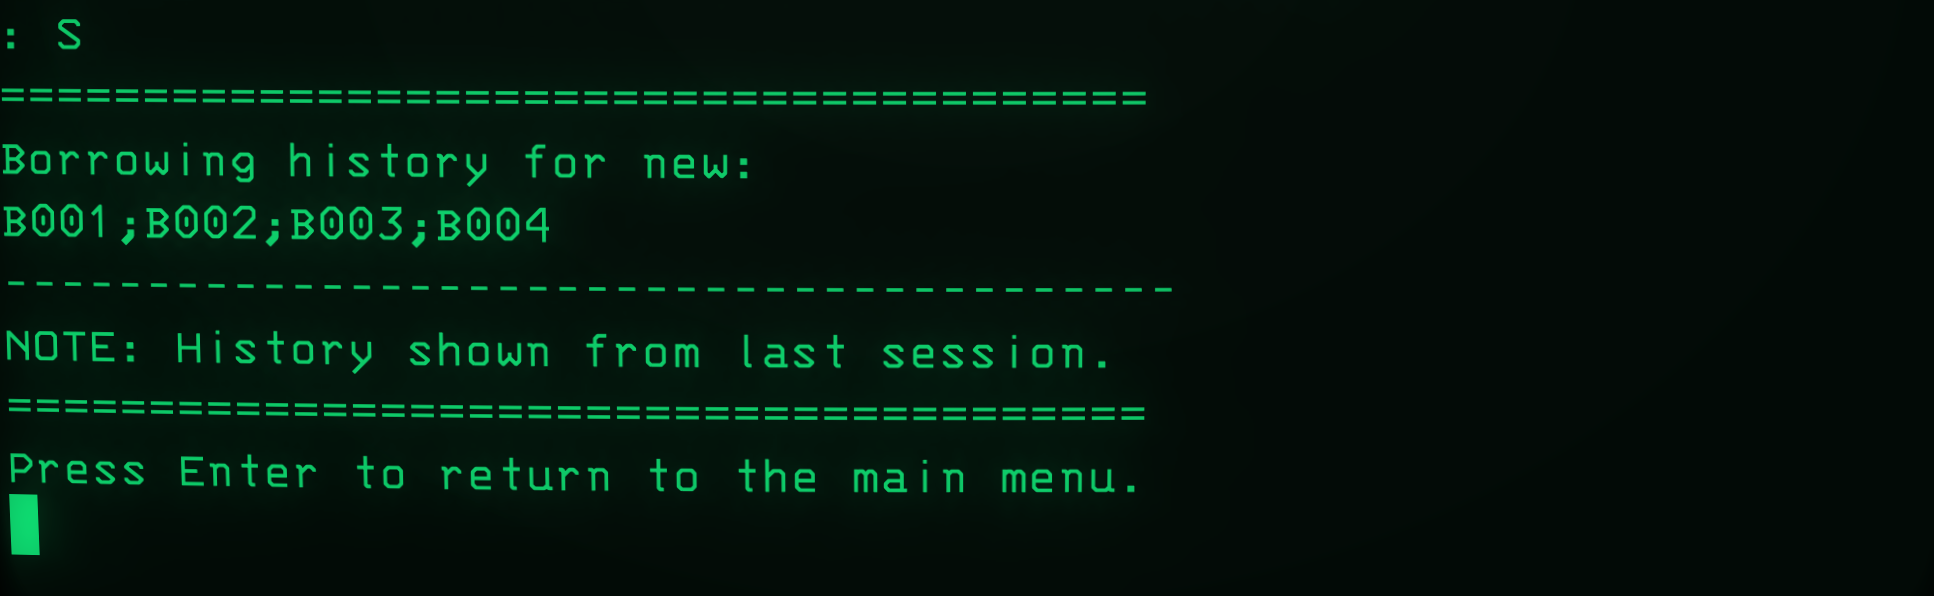 : S
=======================================
Borrowing history for new:
B001;B002;B003;B004
----------------------------------------
NOTE: History shown from last session.
=======================================
Press Enter to return to the main menu.